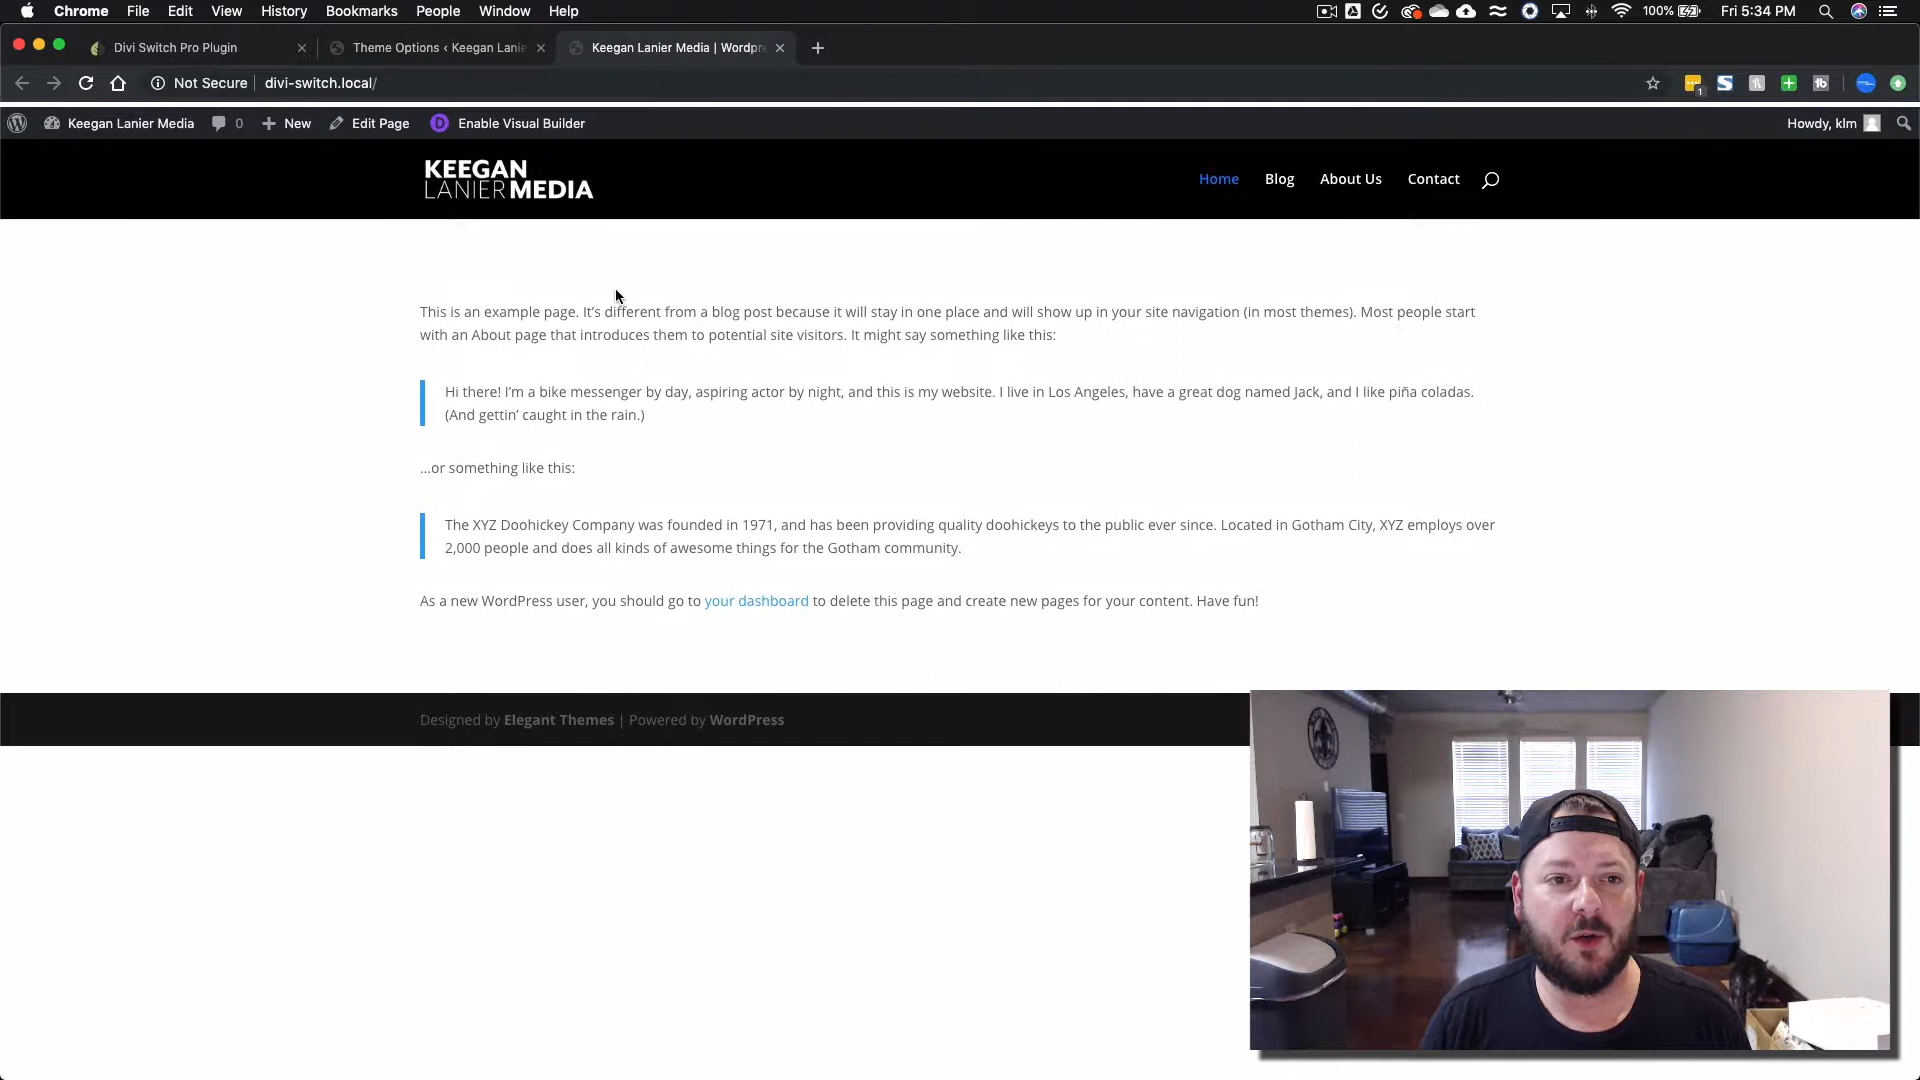 Chrome File Edit View History Bookmarks People Window Help 100% Fri 5:34 PM
Divi Switch Pro Plugin Theme Options ‹ Keegan Lanie Keegan Lanier Media | Wordpr
Not Secure divi-switch.local/
Keegan Lanier Media 0 New Edit Page Enable Visual Builder Howdy, klm
KEEGAN
LANIER MEDIA
Home Blog About Us Contact
This is an example page. It’s different from a blog post because it will stay in one place and will show up in your site navigation (in most themes). Most people start
with an About page that introduces them to potential site visitors. It might say something like this:
Hi there! I’m a bike messenger by day, aspiring actor by night, and this is my website. I live in Los Angeles, have a great dog named Jack, and I like piña coladas.
(And gettin’ caught in the rain.)
…or something like this:
The XYZ Doohickey Company was founded in 1971, and has been providing quality doohickeys to the public ever since. Located in Gotham City, XYZ employs over
2,000 people and does all kinds of awesome things for the Gotham community.
As a new WordPress user, you should go to your dashboard to delete this page and create new pages for your content. Have fun!
Designed by Elegant Themes | Powered by WordPress